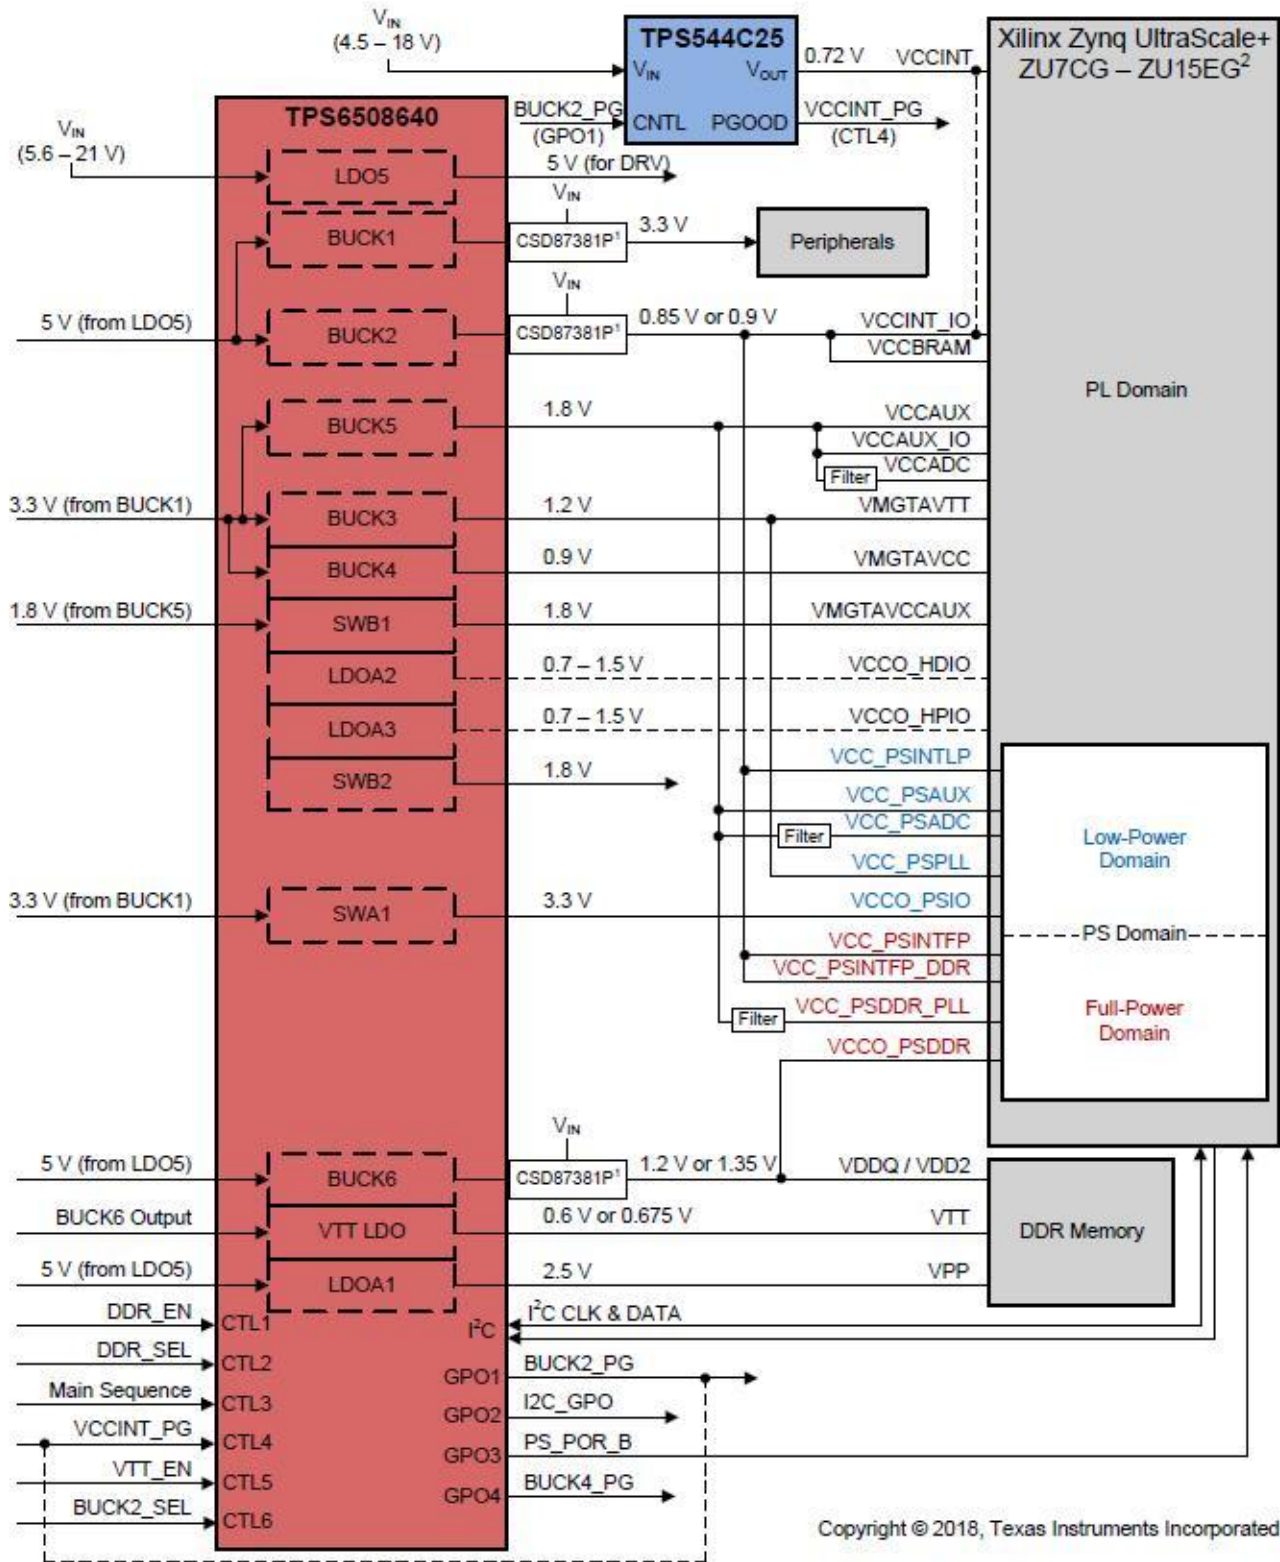 V_IN
(4.5 – 18 V)
TPS544C25
V_IN
V_OUT
0.72 V
VCCINT
Xilinx Zynq UltraScale+
ZU7CG – ZU15EG²
TPS6508640
BUCK2_PG
(GPO1)
CNTL
PGOOD
VCCINT_PG
(CTL4)
V_IN
(5.6 – 21 V)
LDO5
5 V (for DRV)
V_IN
BUCK1
CSD87381P¹
3.3 V
Peripherals
V_IN
5 V (from LDO5)
BUCK2
CSD87381P¹
0.85 V or 0.9 V
VCCINT_IO
VCCBRAM
PL Domain
BUCK5
1.8 V
VCCAUX
VCCAUX_IO
Filter
VCCADC
3.3 V (from BUCK1)
BUCK3
1.2 V
VMGTAVTT
BUCK4
0.9 V
VMGTAVCC
1.8 V (from BUCK5)
SWB1
1.8 V
VMGTAVCCAUX
LDOA2
0.7 – 1.5 V
VCCO_HDIO
LDOA3
0.7 – 1.5 V
VCCO_HPIO
SWB2
1.8 V
VCC_PSINTLP
VCC_PSAUX
Filter
VCC_PSADC
VCC_PSPLL
Low-Power
Domain
3.3 V (from BUCK1)
SWA1
3.3 V
VCCO_PSIO
PS Domain
VCC_PSINTFP
VCC_PSINTFP_DDR
Filter
VCC_PSDDR_PLL
VCCO_PSDDR
Full-Power
Domain
V_IN
5 V (from LDO5)
BUCK6
CSD87381P¹
1.2 V or 1.35 V
VDDQ / VDD2
BUCK6 Output
VTT LDO
0.6 V or 0.675 V
VTT
DDR Memory
5 V (from LDO5)
LDOA1
2.5 V
VPP
DDR_EN
CTL1
I²C
I²C CLK & DATA
DDR_SEL
CTL2
GPO1
BUCK2_PG
Main Sequence
CTL3
GPO2
I2C_GPO
VCCINT_PG
CTL4
GPO3
PS_POR_B
VTT_EN
CTL5
GPO4
BUCK4_PG
BUCK2_SEL
CTL6
Copyright © 2018, Texas Instruments Incorporated